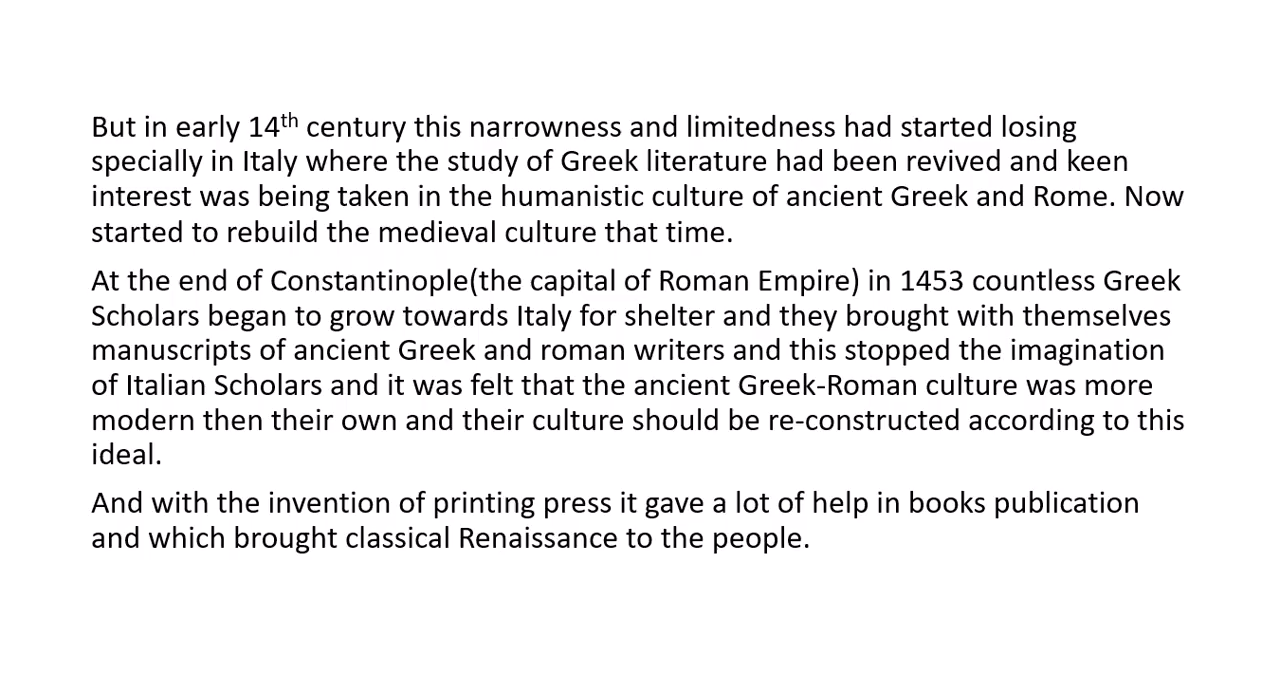 But in early 14th century this narrowness and limitedness had started losing
specially in Italy where the study of Greek literature had been revived and keen
interest was being taken in the humanistic culture of ancient Greek and Rome. Now
started to rebuild the medieval culture that time.
At the end of Constantinople(the capital of Roman Empire) in 1453 countless Greek
Scholars began to grow towards Italy for shelter and they brought with themselves
manuscripts of ancient Greek and roman writers and this stopped the imagination
of Italian Scholars and it was felt that the ancient Greek-Roman culture was more
modern then their own and their culture should be re-constructed according to this
ideal.
And with the invention of printing press it gave a lot of help in books publication
and which brought classical Renaissance to the people.